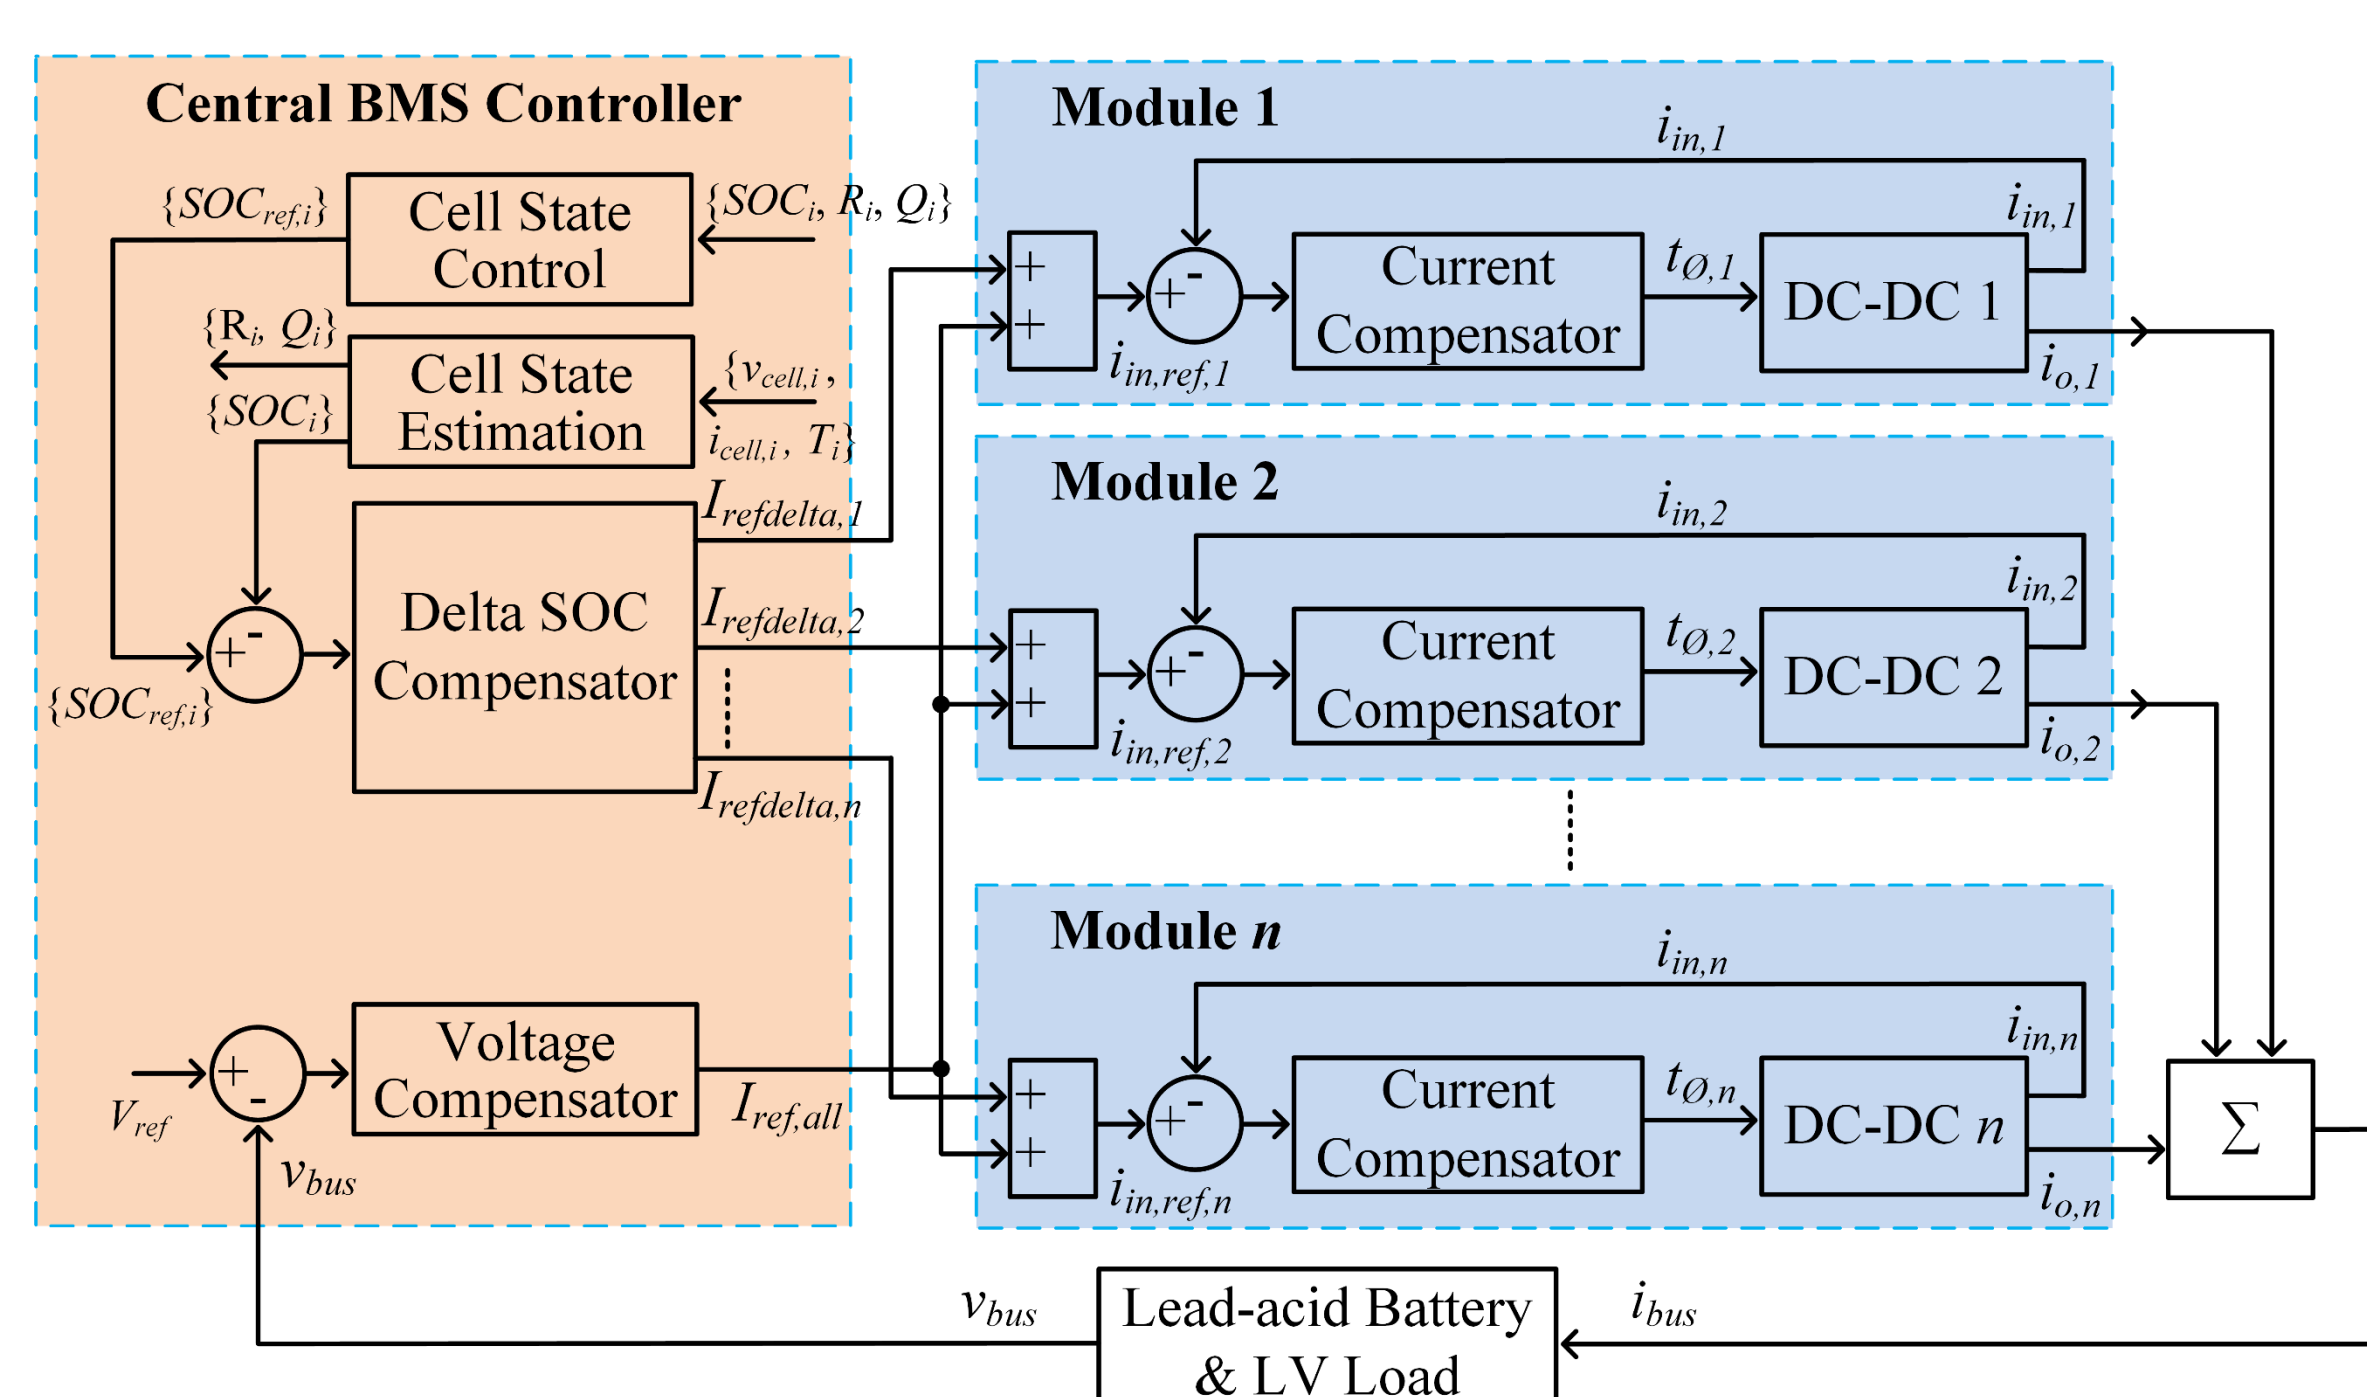 Central BMS Controller
{SOCref,i}
Cell State
Control
{SOCi, Ri, Qi}
{Ri, Qi}
{SOCi}
Cell State
Estimation
{vcell,i,
icell,i, Ti}
Delta SOC
Compensator
+
-
{SOCref,i}
Irefdelta,1
Irefdelta,2
Irefdelta,n
Vref
+
-
vbus
Voltage
Compensator
Iref,all
Module 1
iin,1
+
+
iin,ref,1
+
-
Current
Compensator
tØ,1
DC-DC 1
iin,1
io,1
Module 2
iin,2
+
+
iin,ref,2
+
-
Current
Compensator
tØ,2
DC-DC 2
iin,2
io,2
Module n
iin,n
+
+
iin,ref,n
+
-
Current
Compensator
tØ,n
DC-DC n
iin,n
io,n
Σ
vbus
Lead-acid Battery
& LV Load
ibus